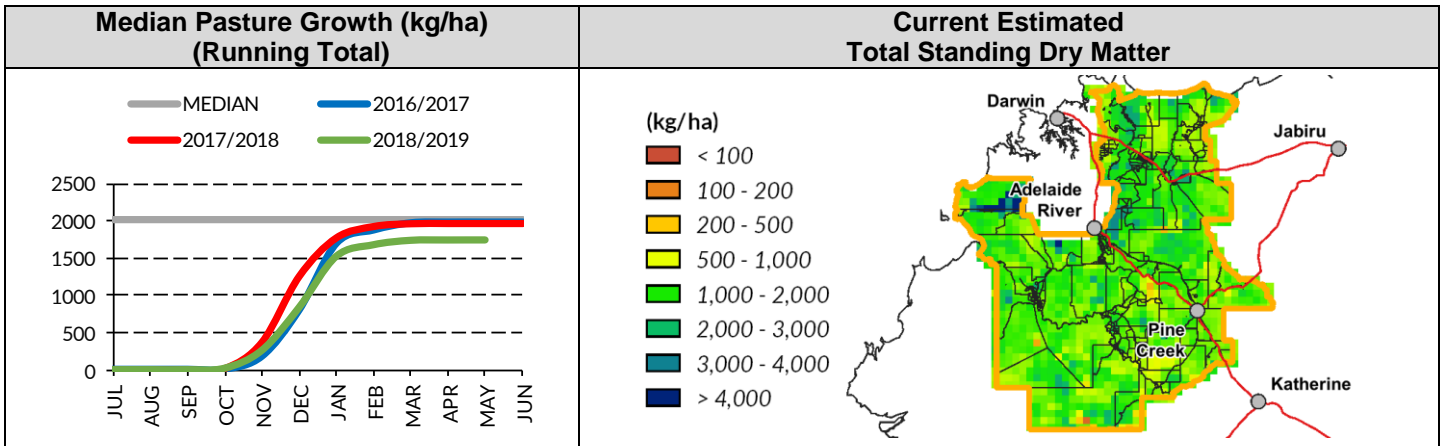 Median Pasture Growth (kg/ha)
(Running Total)
Current Estimated
Total Standing Dry Matter
MEDIAN
2016/2017
2017/2018
2018/2019
2500
2000
1500
1000
500
0
JUL
AUG
SEP
OCT
NOV
DEC
JAN
FEB
MAR
APR
MAY
JUN
(kg/ha)
< 100
100 - 200
200 - 500
500 - 1,000
1,000 - 2,000
2,000 - 3,000
3,000 - 4,000
> 4,000
Darwin
Jabiru
Adelaide
River
Pine
Creek
Katherine